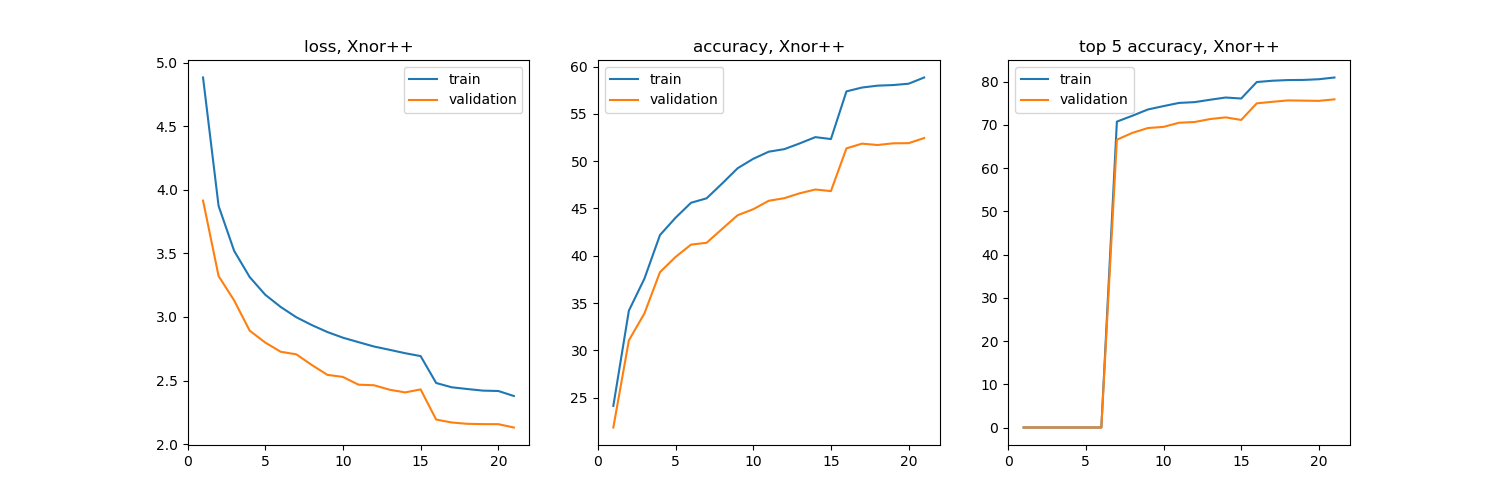 loss, Xnor++
train
validation
5.0
4.5
4.0
3.5
3.0
2.5
2.0
0 5 10 15 20
accuracy, Xnor++
train
validation
60
55
50
45
40
35
30
25
0 5 10 15 20
top 5 accuracy, Xnor++
train
validation
80
70
60
50
40
30
20
10
0
0 5 10 15 20